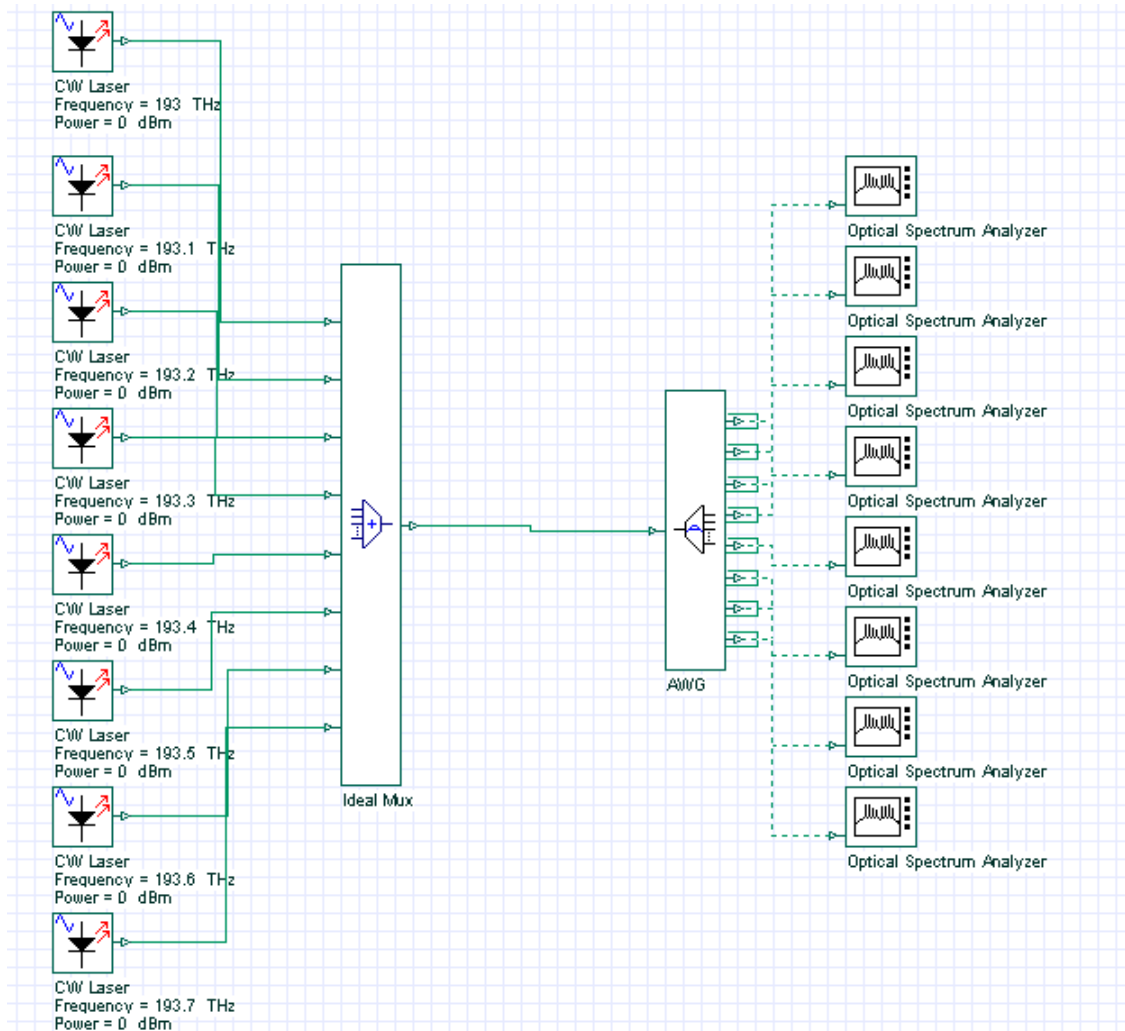 CW Laser
Frequency = 193 THz
Power = 0 dBm
CW Laser
Frequency = 193.1 THz
Power = 0 dBm
CW Laser
Frequency = 193.2 THz
Power = 0 dBm
CW Laser
Frequency = 193.3 THz
Power = 0 dBm
CW Laser
Frequency = 193.4 THz
Power = 0 dBm
CW Laser
Frequency = 193.5 THz
Power = 0 dBm
CW Laser
Frequency = 193.6 THz
Power = 0 dBm
CW Laser
Frequency = 193.7 THz
Power = 0 dBm
Ideal Mux
AWG
Optical Spectrum Analyzer
Optical Spectrum Analyzer
Optical Spectrum Analyzer
Optical Spectrum Analyzer
Optical Spectrum Analyzer
Optical Spectrum Analyzer
Optical Spectrum Analyzer
Optical Spectrum Analyzer